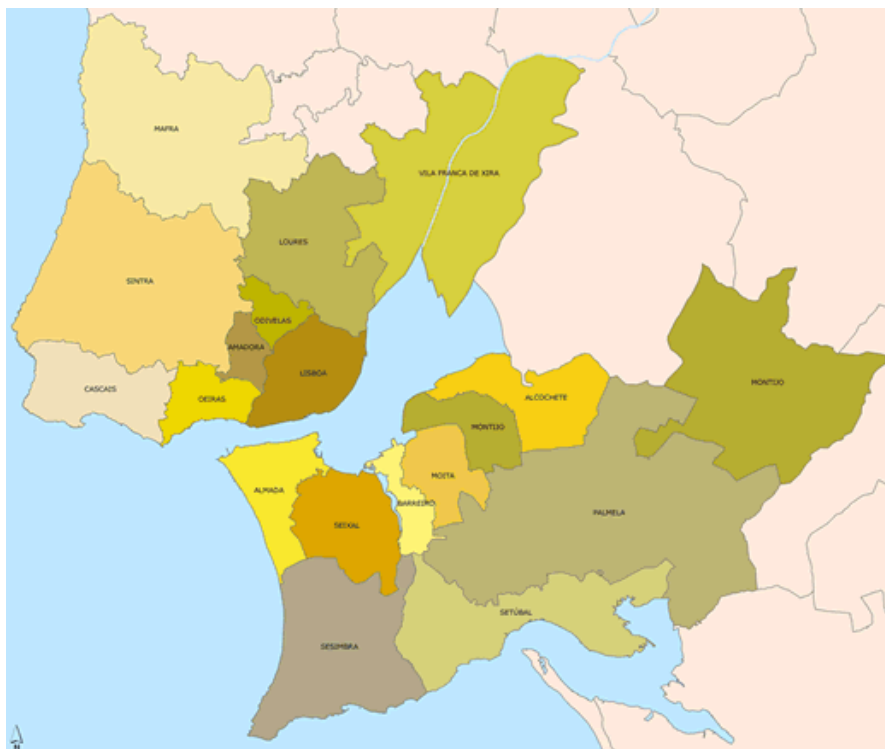 MAFRA
VILA FRANCA DE XIRA
LOURES
SINTRA
ODIVELAS
AMADORA
LISBOA
CASCAIS
OEIRAS
MONTIJO
ALCOCHETE
MONTIJO
MOITA
ALMADA
BARREIRO
SEIXAL
PALMELA
SETÚBAL
SESIMBRA